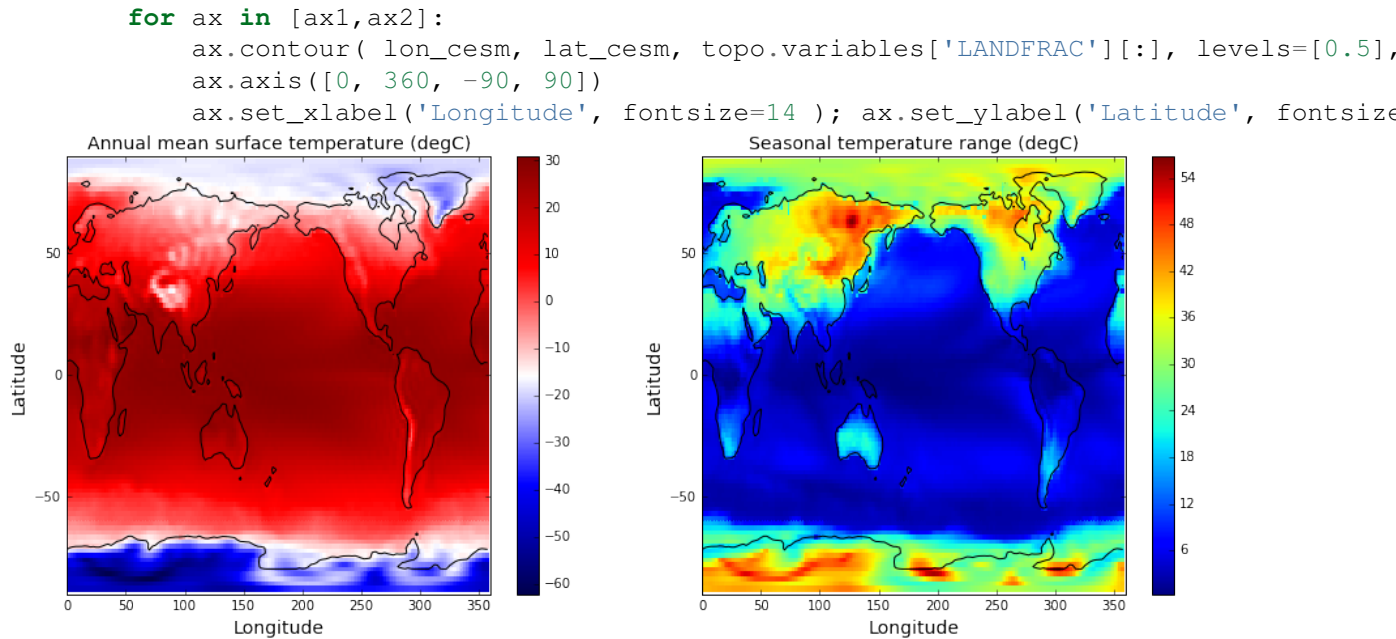 for ax in [ax1,ax2]:
ax.contour( lon_cesm, lat_cesm, topo.variables['LANDFRAC'][:], levels=[0.5],
ax.axis([0, 360, -90, 90])
ax.set_xlabel('Longitude', fontsize=14 ); ax.set_ylabel('Latitude', fontsize
Annual mean surface temperature (degC)
30
20
10
0
−10
−20
−30
−40
−50
−60
50
0
−50
Latitude
0 50 100 150 200 250 300 350
Longitude
Seasonal temperature range (degC)
54
48
42
36
30
24
18
12
6
50
0
−50
Latitude
0 50 100 150 200 250 300 350
Longitude